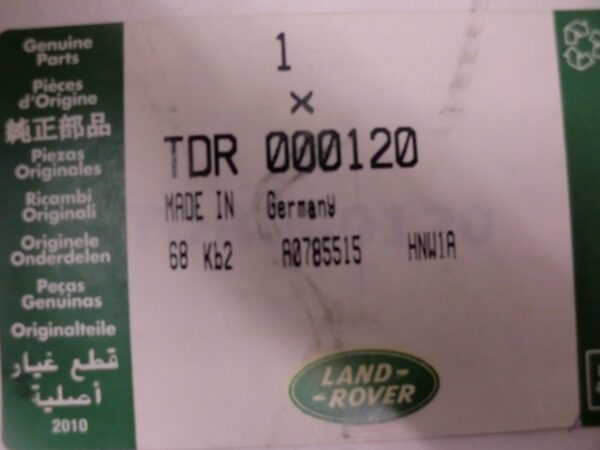 Genuine
Parts
Pièces
d'Origine
純正部品
Piezas
Originales
Ricambi
Originali
Originele
Onderdelen
Peças
Genuinas
Originalteile
قطع غيار
أصلية
2010
1
×
TDR 000120
MADE IN Germany
68 Kb2 A0785515 HNW1A
LAND-
-ROVER